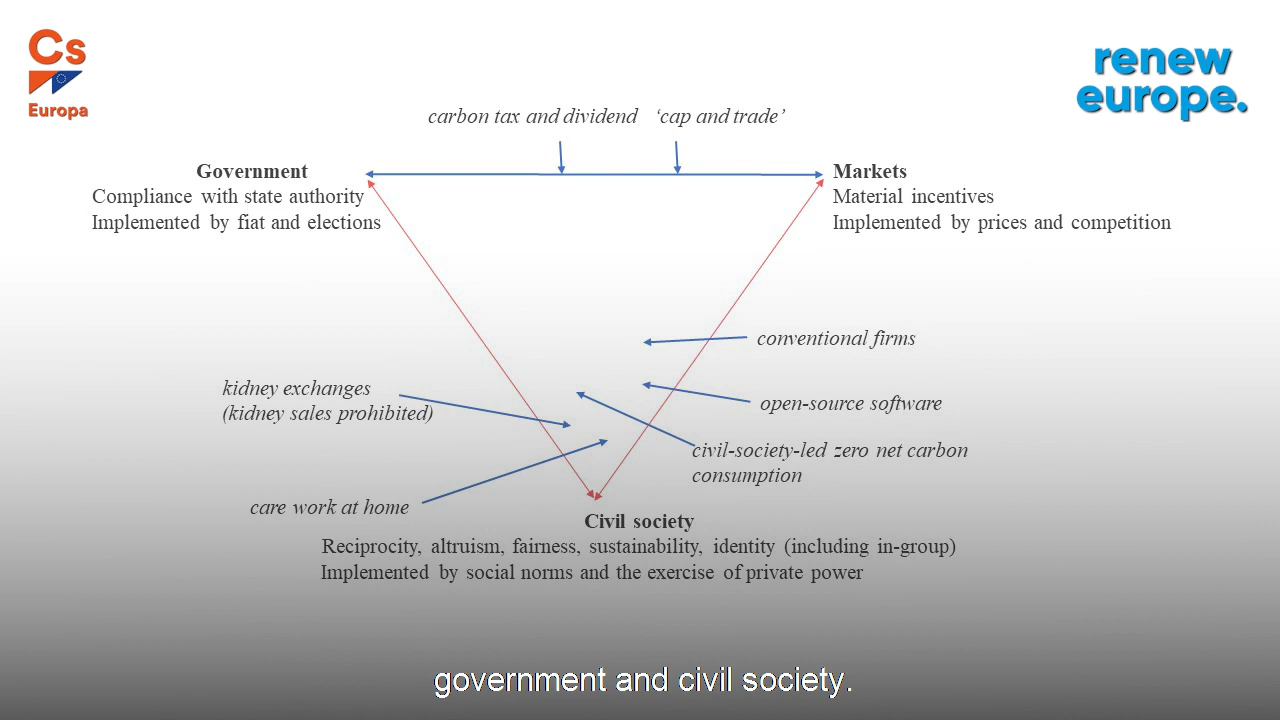 Cs
Europa
renew
europe.
carbon tax and dividend ‘cap and trade’
Government
Compliance with state authority
Implemented by fiat and elections
Markets
Material incentives
Implemented by prices and competition
conventional firms
kidney exchanges
(kidney sales prohibited)
open-source software
civil-society-led zero net carbon
consumption
care work at home
Civil society
Reciprocity, altruism, fairness, sustainability, identity (including in-group)
Implemented by social norms and the exercise of private power
government and civil society.